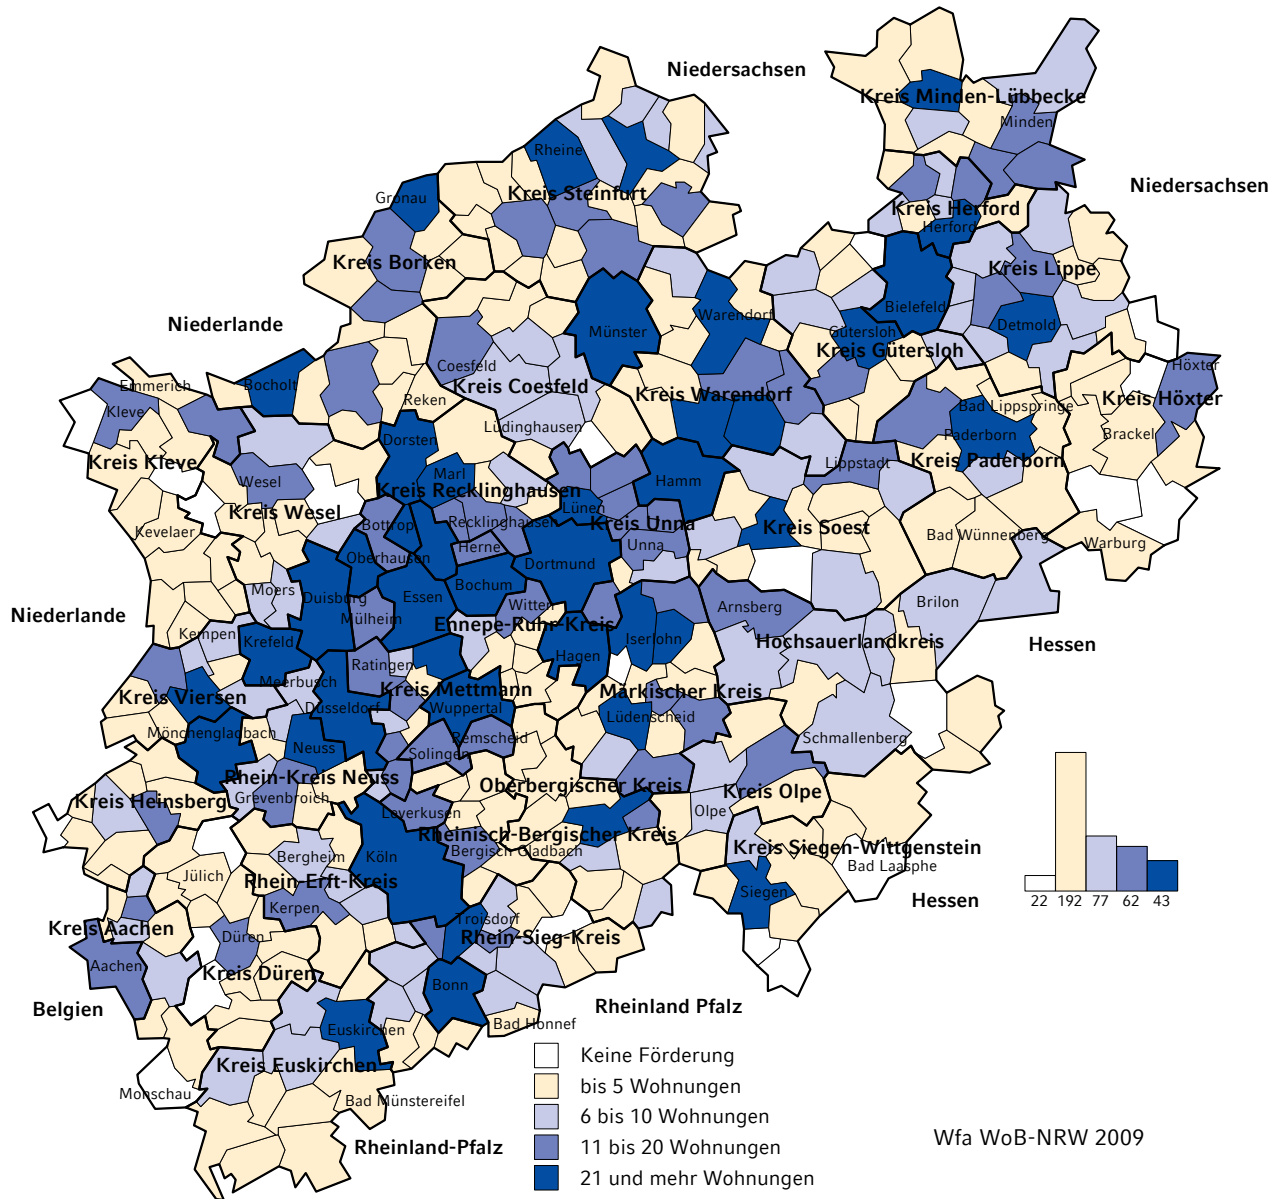 Niedersachsen
Kreis Minden-Lübbecke
Minden
Rheine
Niedersachsen
Kreis Steinfurt
Gronau
Kreis Herford
Herford
Kreis Borken
Kreis Lippe
Bielefeld
Warendorf
Niederlande
Münster
Gütersloh
Detmold
Kreis Gütersloh
Coesfeld
Höxter
Emmerich
Bocholt
Kreis Coesfeld
Kreis Warendorf
Reken
Kreis Höxter
Kleve
Bad Lippspringe
Lüdinghausen
Paderborn
Brackel
Dorsten
Kreis Kleve
Lippstadt
Kreis Paderborn
Marl
Wesel
Hamm
Kreis Recklinghausen
Lünen
Kreis Wesel
Bottrop
Recklinghausen
Kreis Unna
Kreis Soest
Kevelaer
Bad Wünnenberg
Warburg
Herne
Unna
Oberhausen
Dortmund
Bochum
Moers
Duisburg
Essen
Witten
Arnsberg
Brilon
Niederlande
Mülheim
Ennepe-Ruhr-Kreis
Kempen
Krefeld
Iserlohn
Hochsauerlandkreis
Hessen
Hagen
Ratingen
Meerbusch
Kreis Mettmann
Märkischer Kreis
Kreis Viersen
Düsseldorf
Wuppertal
Lüdenscheid
Mönchengladbach
Remscheid
Schmallenberg
Neuss
Solingen
Rhein-Kreis Neuss
Oberbergischer Kreis
Kreis Olpe
Kreis Heinsberg
Grevenbroich
Leverkusen
Olpe
Rheinisch-Bergischer Kreis
Bergisch Gladbach
Kreis Siegen-Wittgenstein
Bergheim
Köln
Bad Laasphe
Jülich
Rhein-Erft-Kreis
Siegen
Hessen
22 192 77 62 43
Kerpen
Troisdorf
Kreis Aachen
Düren
Rhein-Sieg-Kreis
Aachen
Kreis Düren
Bonn
Belgien
Rheinland Pfalz
Bad Honnef
Euskirchen
Kreis Euskirchen
Monschau
Bad Münstereifel
Rheinland-Pfalz
Keine Förderung
bis 5 Wohnungen
6 bis 10 Wohnungen
11 bis 20 Wohnungen
21 und mehr Wohnungen
Wfa WoB-NRW 2009